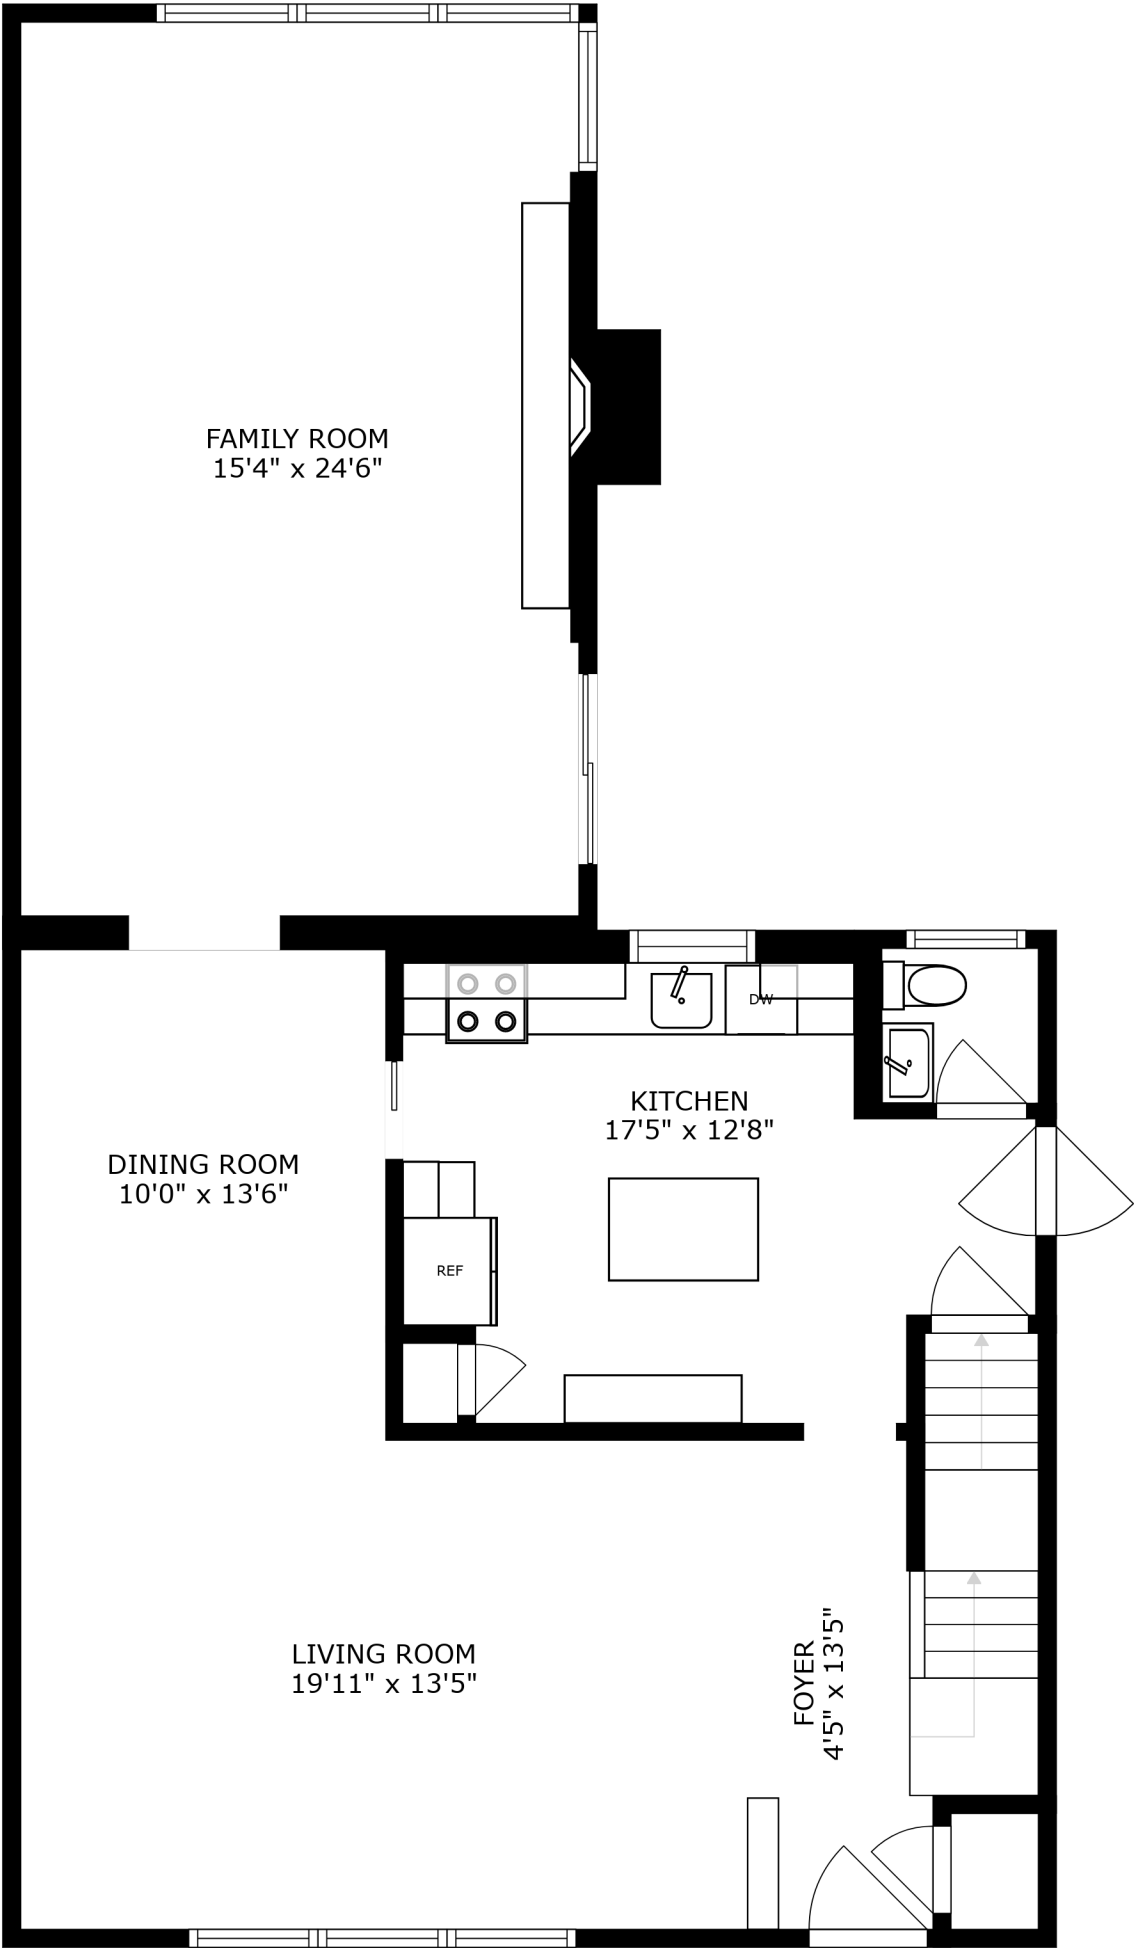 FAMILY ROOM
15'4" x 24'6"
DW
KITCHEN
17'5" x 12'8"
DINING ROOM
10'0" x 13'6"
REF
LIVING ROOM
19'11" x 13'5"
FOYER
4'5" x 13'5"